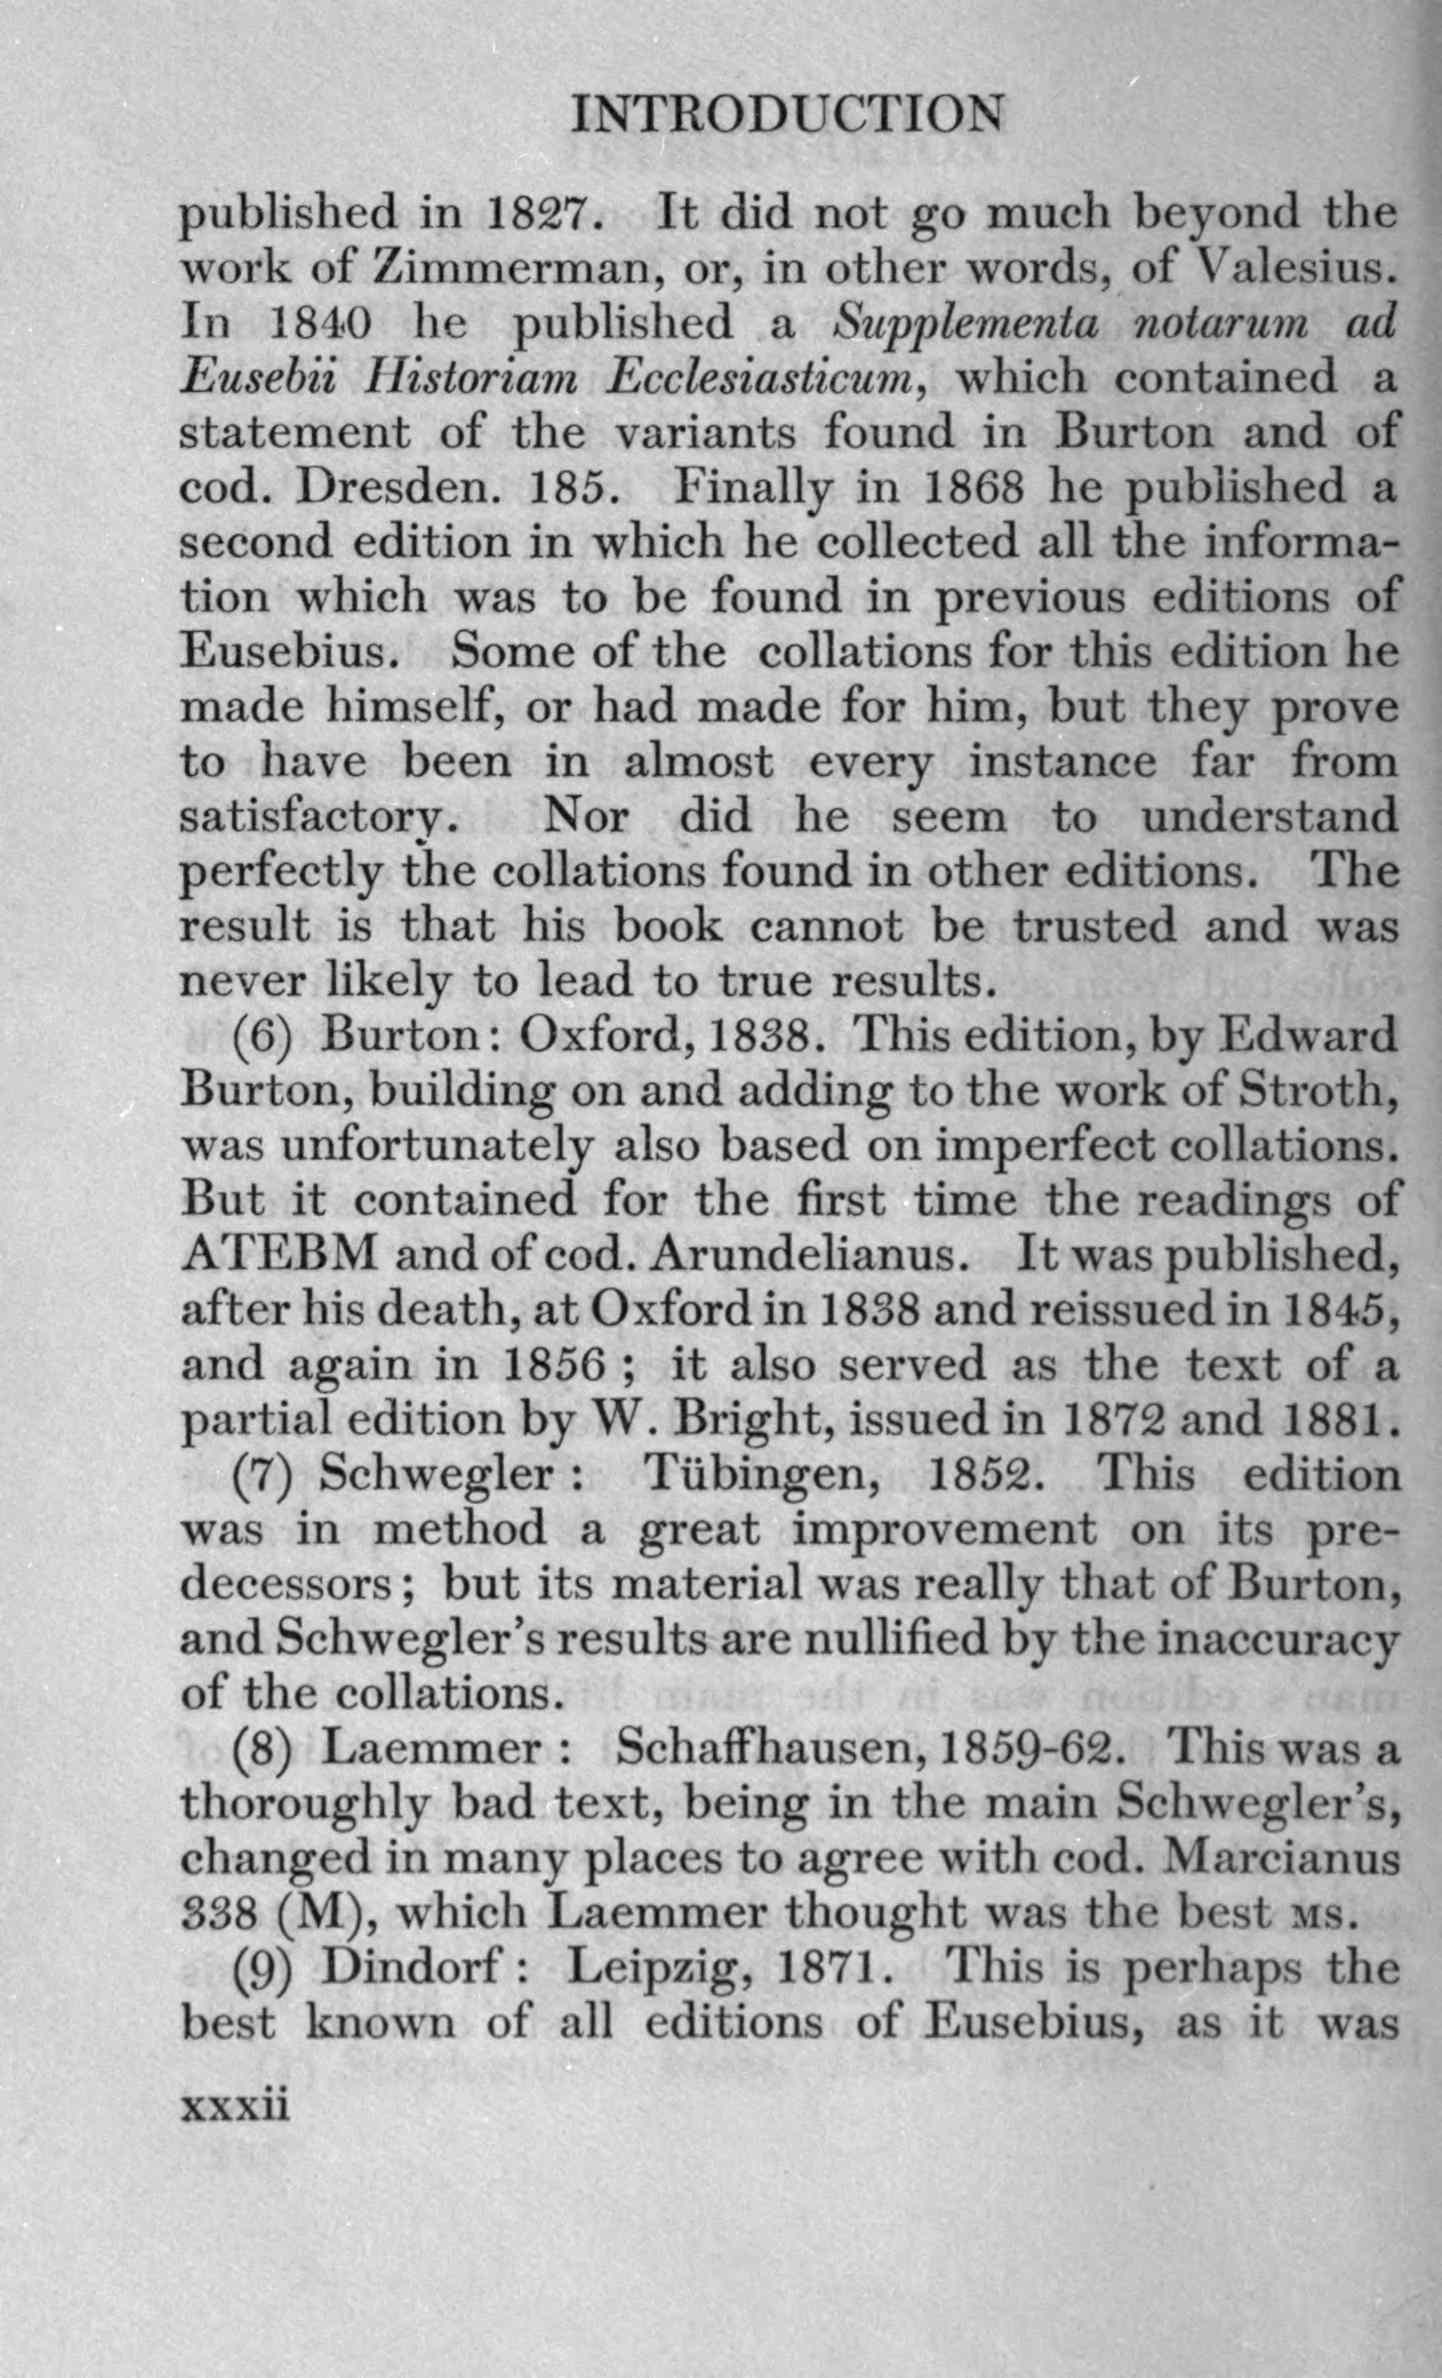 INTRODUCTION
published in 1827. It did not go much beyond the
work of Zimmerman, or, in other words, of Valesius.
In 1840 he published a Supplementa notarum ad
Eusebii Historiam Ecclesiasticum, which contained a
statement of the variants found in Burton and of
cod. Dresden. 185. Finally in 1868 he published a
second edition in which he collected all the informa-
tion which was to be found in previous editions of
Eusebius. Some of the collations for this edition he
made himself, or had made for him, but they prove
to have been in almost every instance far from
satisfactory. Nor did he seem to understand
perfectly the collations found in other editions. The
result is that his book cannot be trusted and was
never likely to lead to true results.
(6) Burton: Oxford, 1838. This edition, by Edward
Burton, building on and adding to the work of Stroth,
was unfortunately also based on imperfect collations.
But it contained for the first time the readings of
ATEBM and of cod. Arundelianus. It was published,
after his death, at Oxford in 1838 and reissued in 1845,
and again in 1856 ; it also served as the text of a
partial edition by W. Bright, issued in 1872 and 1881.
(7) Schwegler : Tübingen, 1852. This edition
was in method a great improvement on its pre-
decessors ; but its material was really that of Burton,
and Schwegler's results are nullified by the inaccuracy
of the collations.
(8) Laemmer : Schaffhausen, 1859-62. This was a
thoroughly bad text, being in the main Schwegler's,
changed in many places to agree with cod. Marcianus
338 (M), which Laemmer thought was the best MS.
(9) Dindorf : Leipzig, 1871. This is perhaps the
best known of all editions of Eusebius, as it was
xxxii